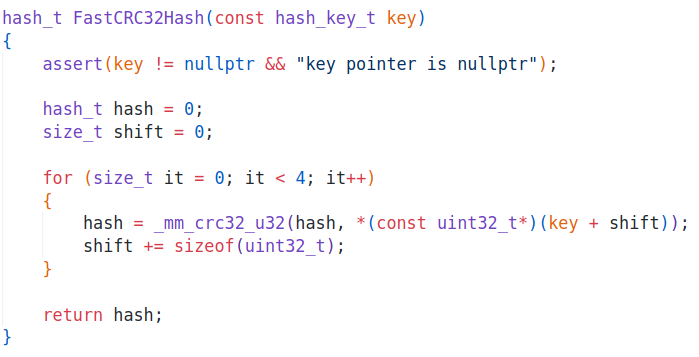 hash_t FastCRC32Hash(const hash_key_t key)
{
    assert(key != nullptr && "key pointer is nullptr");

    hash_t hash = 0;
    size_t shift = 0;

    for (size_t it = 0; it < 4; it++)
    {
        hash = _mm_crc32_u32(hash, *(const uint32_t*)(key + shift));
        shift += sizeof(uint32_t);
    }

    return hash;
}